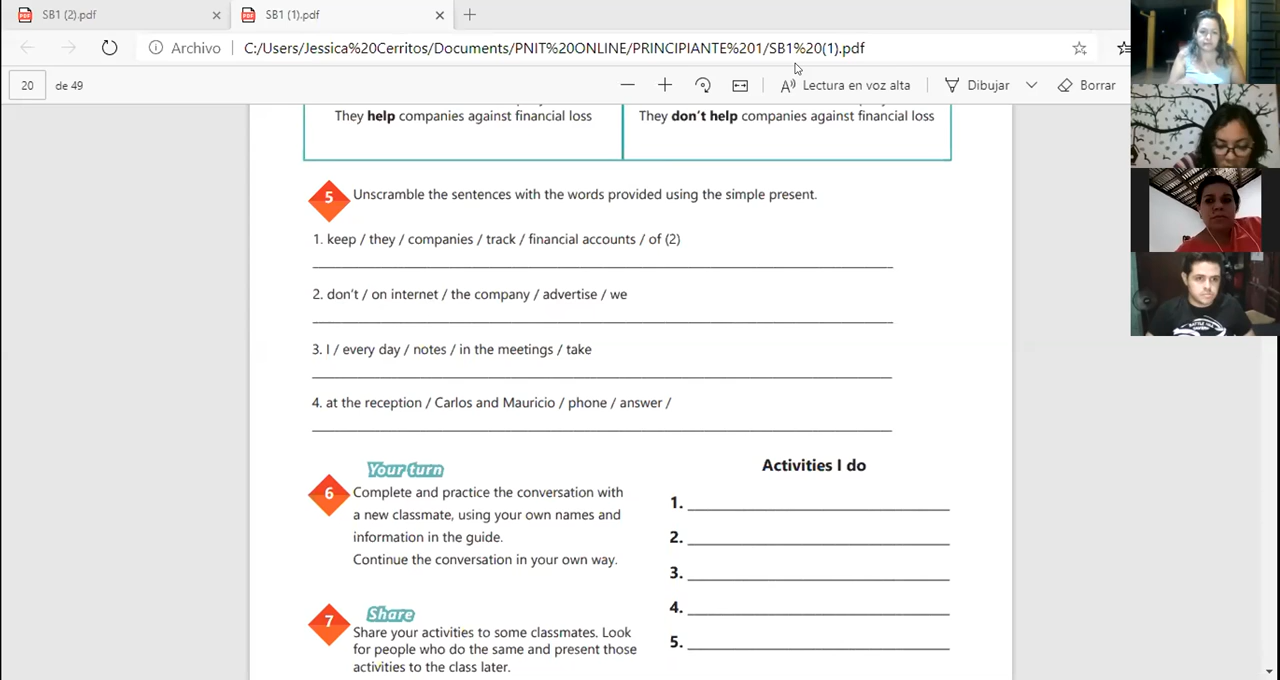 SB1 (2).pdf
SB1 (1).pdf
Archivo
C:/Users/Jessica%20Cerritos/Documents/PNIT%20ONLINE/PRINCIPIANTE%201/SB1%20(1).pdf
20 de 49
Lectura en voz alta
Dibujar
Borrar
They help companies against financial loss
They don't help companies against financial loss
5 Unscramble the sentences with the words provided using the simple present.
1. keep / they / companies / track / financial accounts / of (2)
2. don't / on internet / the company / advertise / we
3. I / every day / notes / in the meetings / take
4. at the reception / Carlos and Mauricio / phone / answer /
Your turn
6 Complete and practice the conversation with
a new classmate, using your own names and
information in the guide.
Continue the conversation in your own way.
7 Share
Share your activities to some classmates. Look
for people who do the same and present those
activities to the class later.
Activities I do
1.
2.
3.
4.
5.